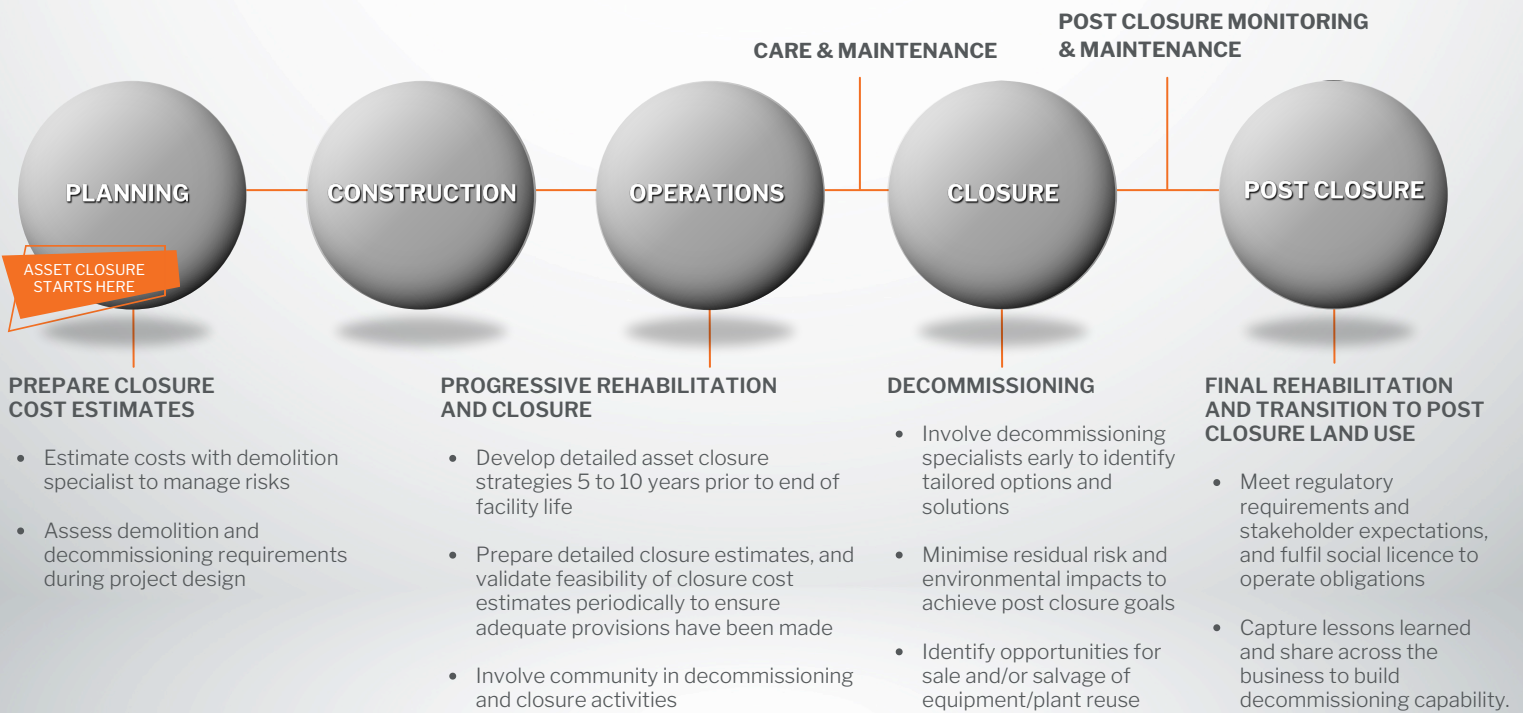 POST CLOSURE MONITORING
& MAINTENANCE
CARE & MAINTENANCE
PLANNING
CONSTRUCTION
OPERATIONS
CLOSURE
POST CLOSURE
ASSET CLOSURE
STARTS HERE
PREPARE CLOSURE
COST ESTIMATES
• Estimate costs with demolition
specialist to manage risks
• Assess demolition and
decommissioning requirements
during project design
PROGRESSIVE REHABILITATION
AND CLOSURE
• Develop detailed asset closure
strategies 5 to 10 years prior to end of
facility life
• Prepare detailed closure estimates, and
validate feasibility of closure cost
estimates periodically to ensure
adequate provisions have been made
• Involve community in decommissioning
and closure activities
DECOMMISSIONING
• Involve decommissioning
specialists early to identify
tailored options and
solutions
• Minimise residual risk and
environmental impacts to
achieve post closure goals
• Identify opportunities for
sale and/or salvage of
equipment/plant reuse
FINAL REHABILITATION
AND TRANSITION TO POST
CLOSURE LAND USE
• Meet regulatory
requirements and
stakeholder expectations,
and fulfil social licence to
operate obligations
• Capture lessons learned
and share across the
business to build
decommissioning capability.